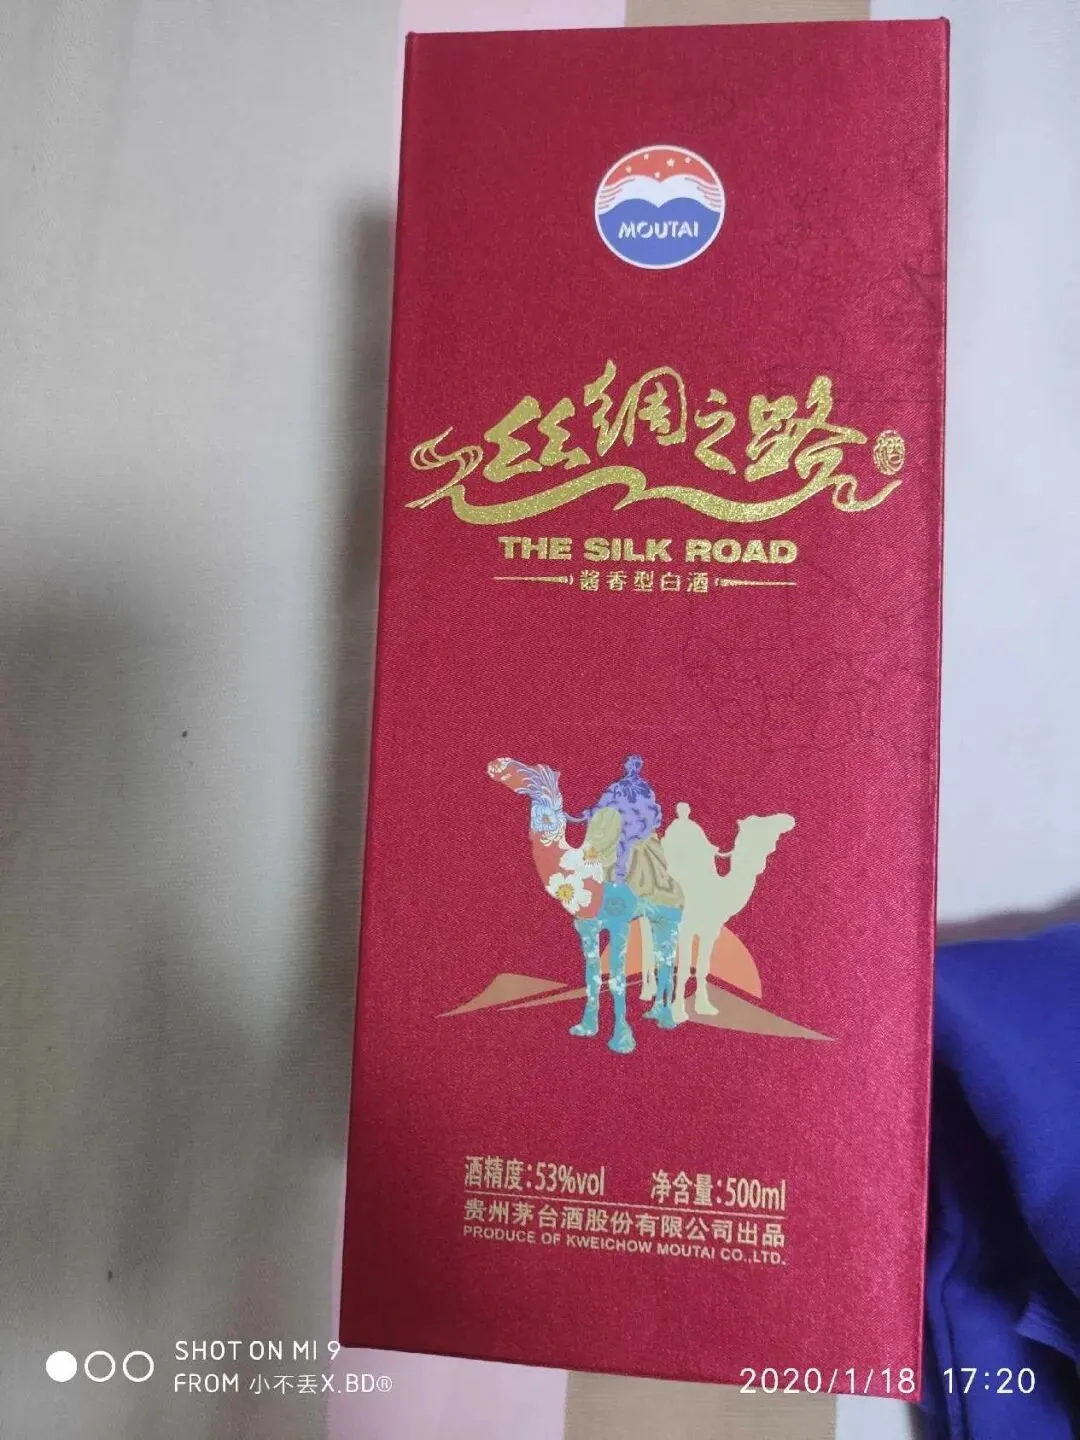 MOUTAI
丝绸之路
酒
THE SILK ROAD
酱香型白酒
酒精度:53%vol 净含量:500ml
贵州茅台酒股份有限公司出品
PRODUCE OF KWEICHOW MOUTAI CO.,LTD.
SHOT ON MI 9
FROM 小不丢X.BD®
2020/1/18 17:20